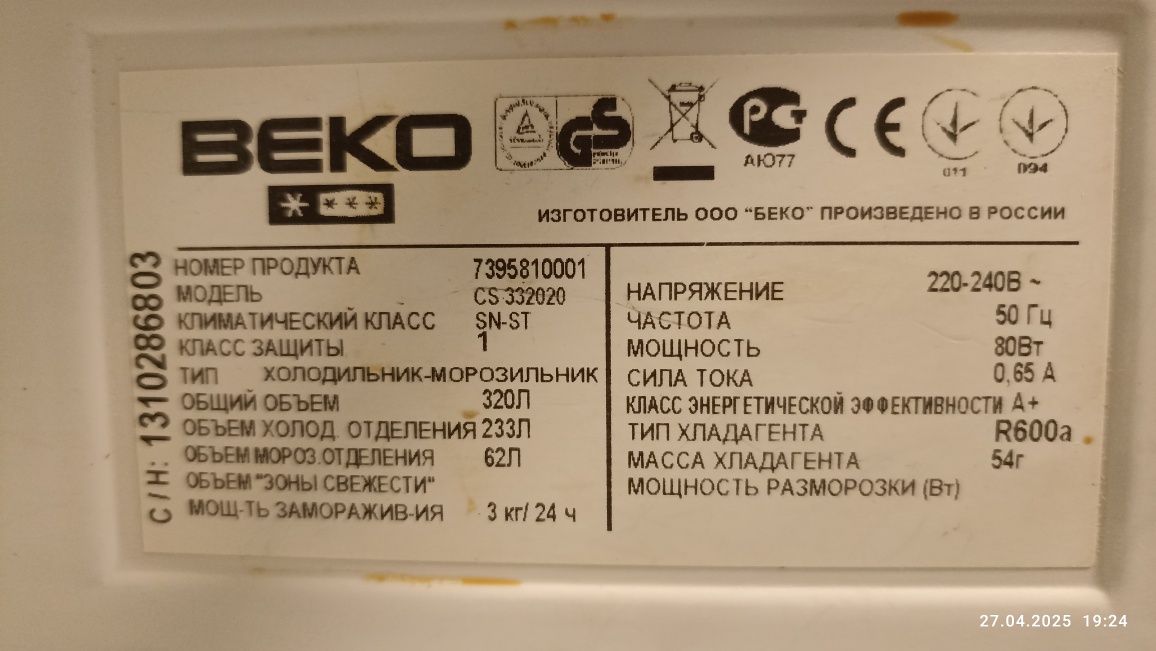 BEKO
GS
РСТ
АЮ77
CE
011
094
ИЗГОТОВИТЕЛЬ ООО "БЕКО" ПРОИЗВЕДЕНО В РОССИИ
С/Н: 1310286803
НОМЕР ПРОДУКТА 7395810001
МОДЕЛЬ CS 332020
КЛИМАТИЧЕСКИЙ КЛАСС SN-ST
КЛАСС ЗАЩИТЫ 1
ТИП ХОЛОДИЛЬНИК-МОРОЗИЛЬНИК
ОБЩИЙ ОБЪЕМ 320Л
ОБЪЕМ ХОЛОД. ОТДЕЛЕНИЯ 233Л
ОБЪЕМ МОРОЗ.ОТДЕЛЕНИЯ 62Л
ОБЪЕМ "ЗОНЫ СВЕЖЕСТИ"
МОЩ-ТЬ ЗАМОРАЖИВ-ИЯ 3 кг/ 24 ч
НАПРЯЖЕНИЕ 220-240В ~
ЧАСТОТА 50 Гц
МОЩНОСТЬ 80Вт
СИЛА ТОКА 0,65 А
КЛАСС ЭНЕРГЕТИЧЕСКОЙ ЭФФЕКТИВНОСТИ А+
ТИП ХЛАДАГЕНТА R600a
МАССА ХЛАДАГЕНТА 54г
МОЩНОСТЬ РАЗМОРОЗКИ (Вт)
27.04.2025 19:24